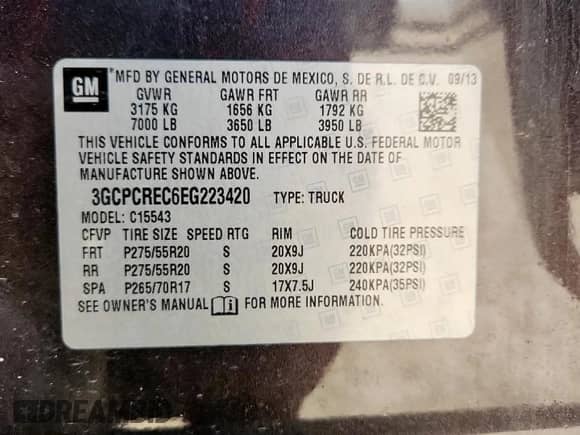 GM MFD BY GENERAL MOTORS DE MEXICO, S. DE R.L. DE C.V. 09/13
GVWR GAWR FRT GAWR RR
3175 KG 1656 KG 1792 KG
7000 LB 3650 LB 3950 LB
THIS VEHICLE CONFORMS TO ALL APPLICABLE U.S. FEDERAL MOTOR
VEHICLE SAFETY STANDARDS IN EFFECT ON THE DATE OF
MANUFACTURE SHOWN ABOVE.
3GCPCREC6EG223420 TYPE: TRUCK
MODEL: C15543
CFVP TIRE SIZE SPEED RTG RIM COLD TIRE PRESSURE
FRT P275/55R20 S 20X9J 220KPA(32PSI)
RR P275/55R20 S 20X9J 220KPA(32PSI)
SPA P265/70R17 S 17X7.5J 240KPA(35PSI)
SEE OWNER'S MANUAL FOR MORE INFORMATION.
DREAMBID